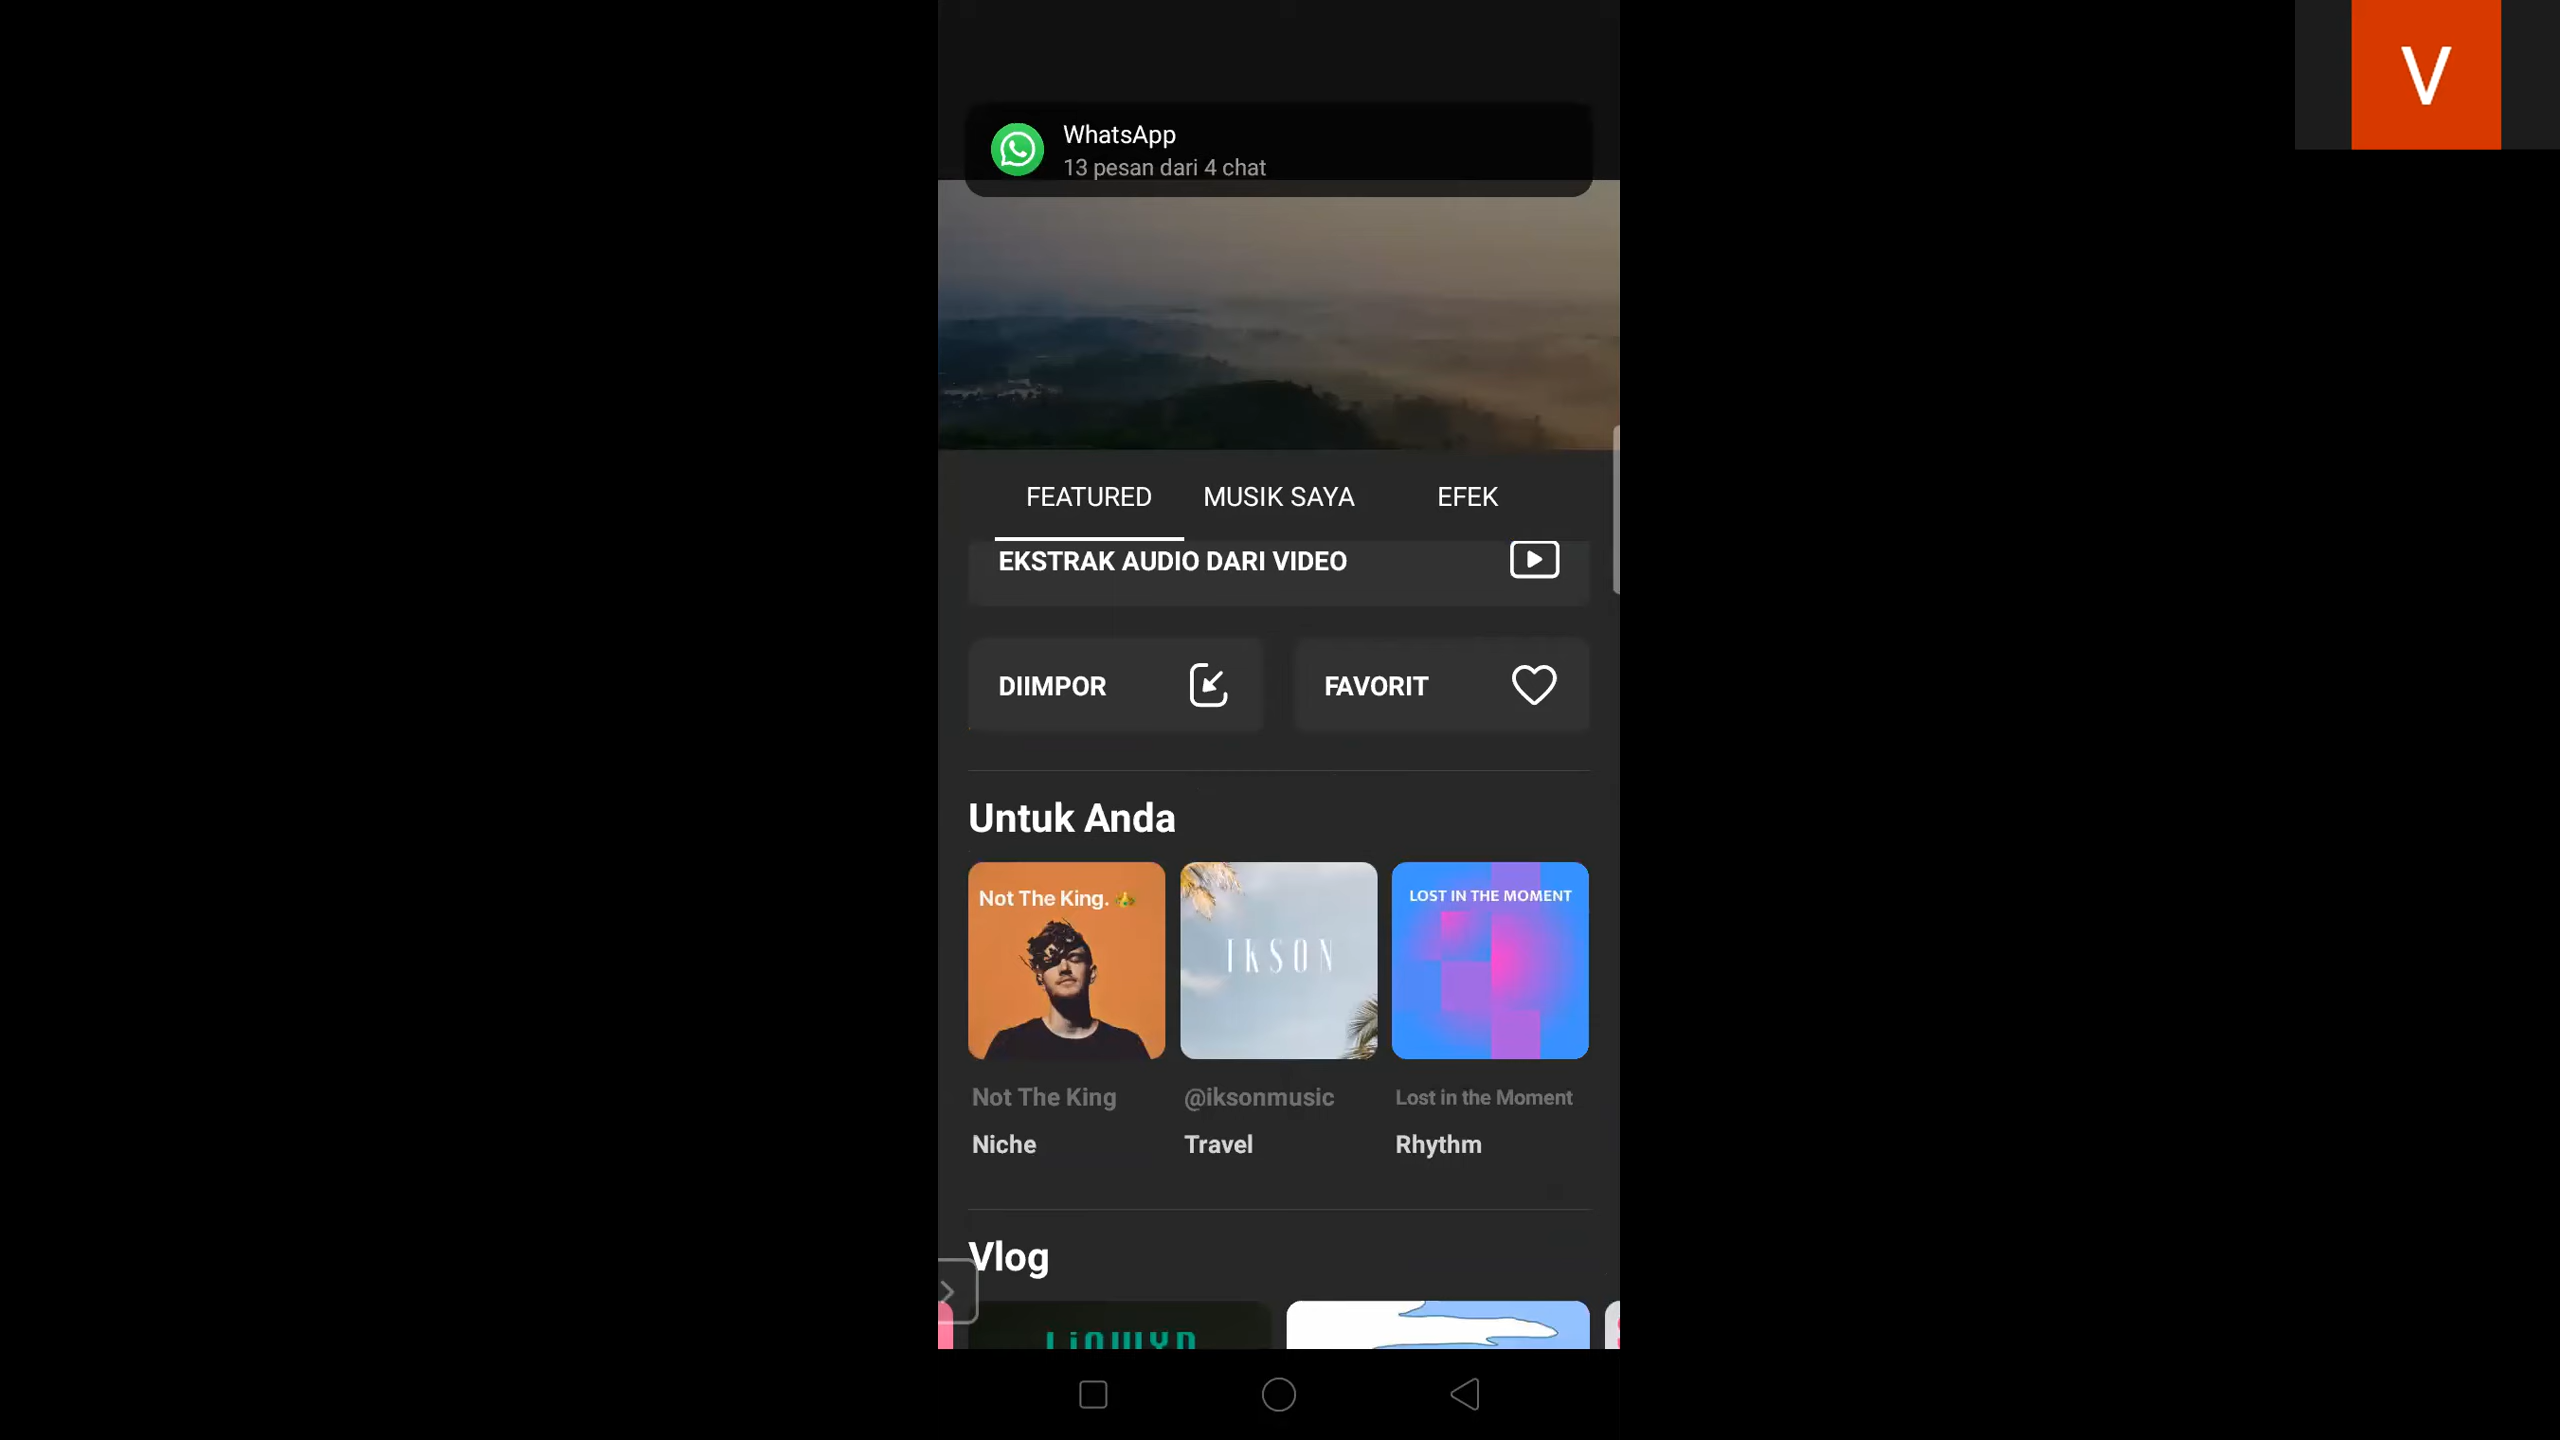 V
WhatsApp
13 pesan dari 4 chat
FEATURED MUSIK SAYA EFEK
EKSTRAK AUDIO DARI VIDEO
DIIMPOR FAVORIT
Untuk Anda
Not The King. IKSON LOST IN THE MOMENT
Not The King @iksonmusic Lost in the Moment
Niche Travel Rhythm
Vlog